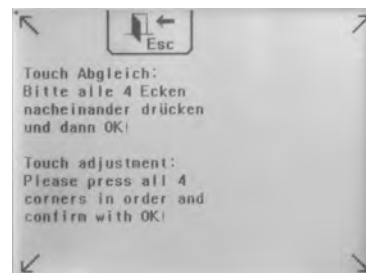 Esc
Touch Abgleich:
Bitte alle 4 Ecken
nacheinander drücken
und dann OK!
Touch adjustment:
Please press all 4
corners in order and
confirm with OK!